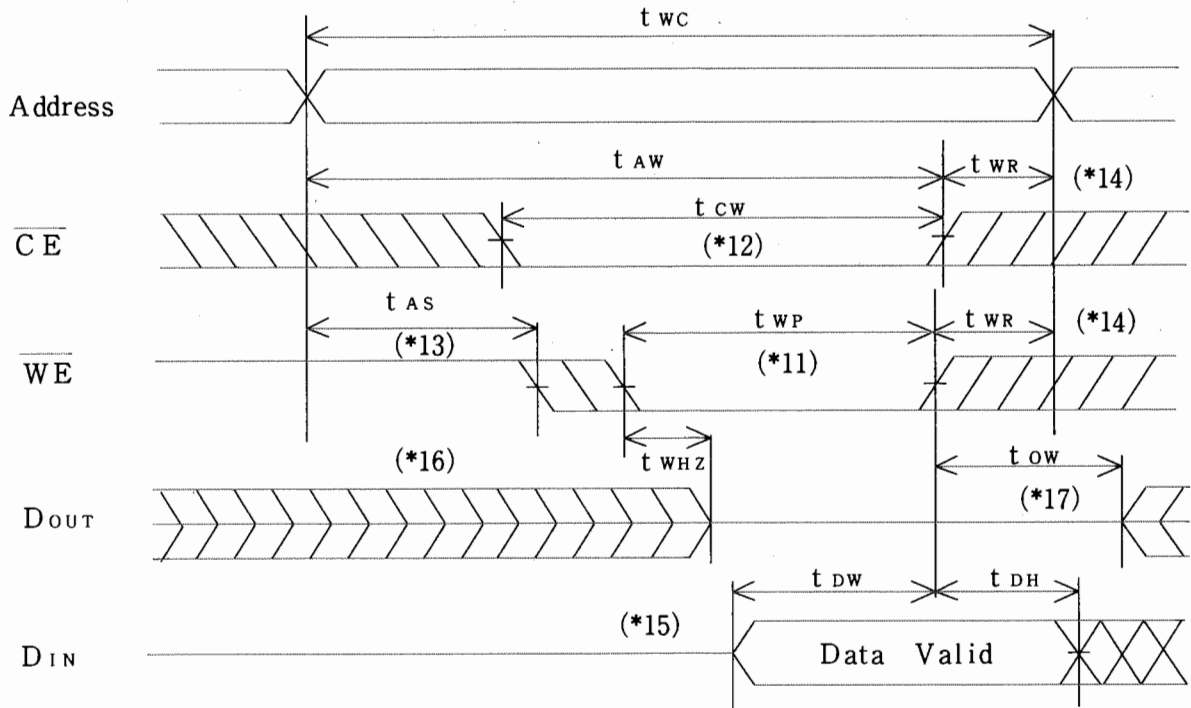 t WC
Address
t AW
t WR
(*14)
t CW
CE
(*12)
t AS
t WP
t WR
(*14)
(*13)
(*11)
WE
(*16)
t WHZ
t OW
(*17)
DOUT
t DW
t DH
(*15)
DIN
Data Valid